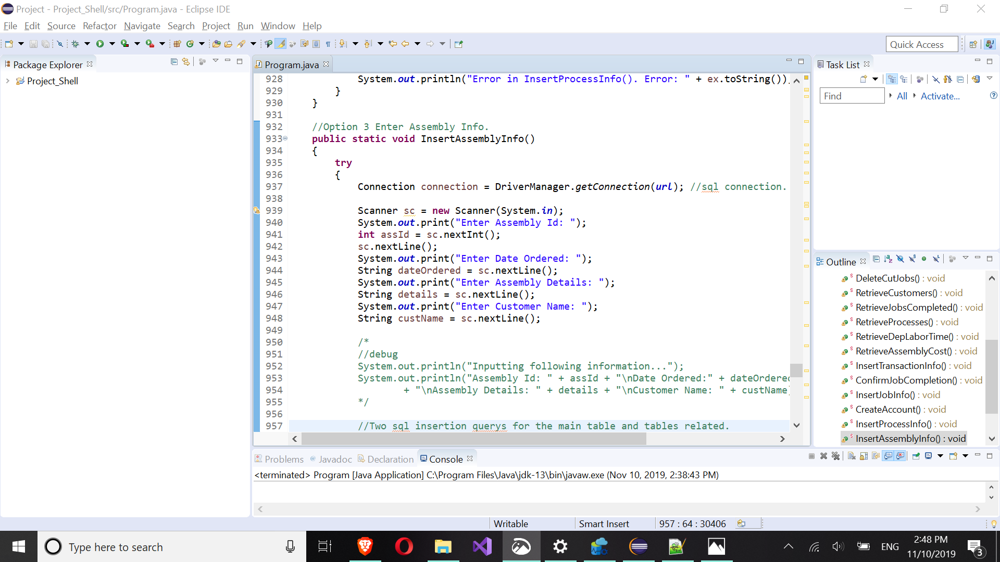 Project - Project_Shell/src/Program.java - Eclipse IDE
File Edit Source Refactor Navigate Search Project Run Window Help
Quick Access
Package Explorer
Project_Shell
Program.java
928 System.out.println("Error in InsertProcessInfo(). Error: " + ex.toString())
929 }
930 }
931
932 //Option 3 Enter Assembly Info.
933 public static void InsertAssemblyInfo()
934 {
935 try
936 {
937 Connection connection = DriverManager.getConnection(url); //sql connection.
938
939 Scanner sc = new Scanner(System.in);
940 System.out.print("Enter Assembly Id: ");
941 int assId = sc.nextInt();
942 sc.nextLine();
943 System.out.print("Enter Date Ordered: ");
944 String dateOrdered = sc.nextLine();
945 System.out.print("Enter Assembly Details: ");
946 String details = sc.nextLine();
947 System.out.print("Enter Customer Name: ");
948 String custName = sc.nextLine();
949
950 /*
951 //debug
952 System.out.println("Inputting following information...");
953 System.out.println("Assembly Id: " + assId + "\nDate Ordered:" + dateOrdered
954 + "\nAssembly Details: " + details + "\nCustomer Name: " + custName
955 */
956
957 //Two sql insertion querys for the main table and tables related.
Task List
Find All Activate...
Outline
DeleteCutJobs() : void
RetrieveCustomers() : void
RetrieveJobsCompleted() : void
RetrieveProcesses() : void
RetrieveDepLaborTime() : void
RetrieveAssemblyCost() : void
InsertTransactionInfo() : void
ConfirmJobCompletion() : void
InsertJobInfo() : void
CreateAccount() : void
InsertProcessInfo() : void
InsertAssemblyInfo() : void
Problems @ Javadoc Declaration Console
<terminated> Program [Java Application] C:\Program Files\Java\jdk-13\bin\javaw.exe (Nov 10, 2019, 2:38:43 PM)
Writable Smart Insert 957 : 64 : 30406
Type here to search
ENG
2:48 PM
11/10/2019
3